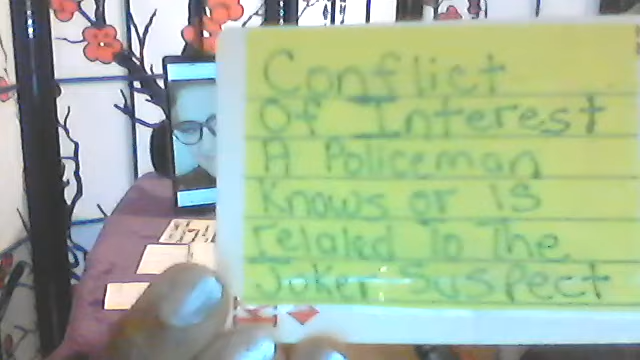 Conflict
Of Interest
A Policeman
Knows or is
related To The
Joker Suspect
K